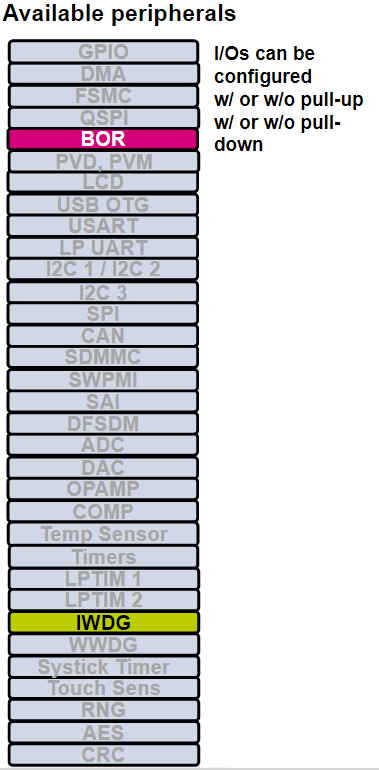 Available peripherals
GPIO
DMA
FSMC
QSPI
BOR
PVD, PVM
LCD
USB OTG
USART
LP UART
I2C 1 / I2C 2
I2C 3
SPI
CAN
SDMMC
SWPMI
SAI
DFSDM
ADC
DAC
OPAMP
COMP
Temp Sensor
Timers
LPTIM 1
LPTIM 2
IWDG
WWDG
Systick Timer
Touch Sens
RNG
AES
CRC
I/Os can be
configured
w/ or w/o pull-up
w/ or w/o pull-
down